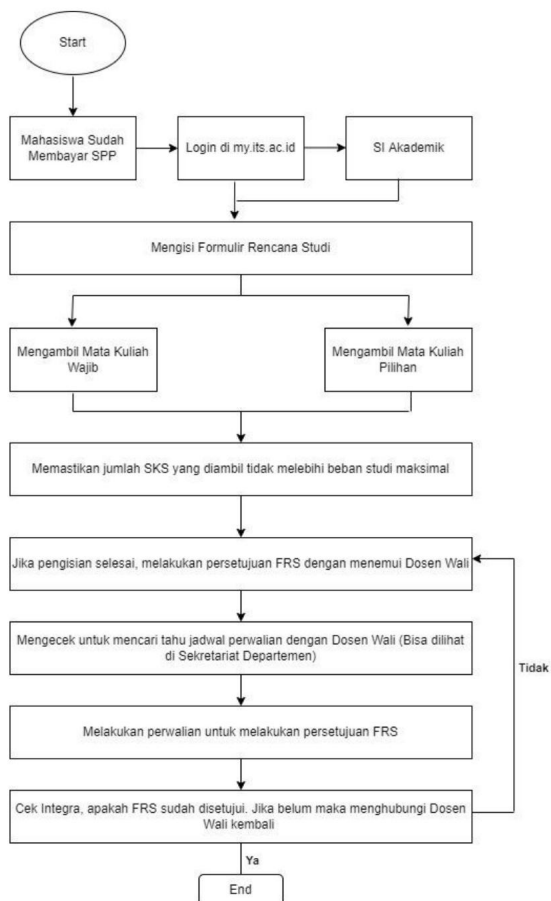 Start
Mahasiswa Sudah
Membayar SPP
Login di my.its.ac.id
SI Akademik
Mengisi Formulir Rencana Studi
Mengambil Mata Kuliah
Wajib
Mengambil Mata Kuliah
Pilihan
Memastikan jumlah SKS yang diambil tidak melebihi beban studi maksimal
Jika pengisian selesai, melakukan persetujuan FRS dengan menemui Dosen Wali
Mengecek untuk mencari tahu jadwal perwalian dengan Dosen Wali (Bisa dilihat
di Sekretariat Departemen)
Tidak
Melakukan perwalian untuk melakukan persetujuan FRS
Cek Integra, apakah FRS sudah disetujui. Jika belum maka menghubungi Dosen
Wali kembali
Ya
End